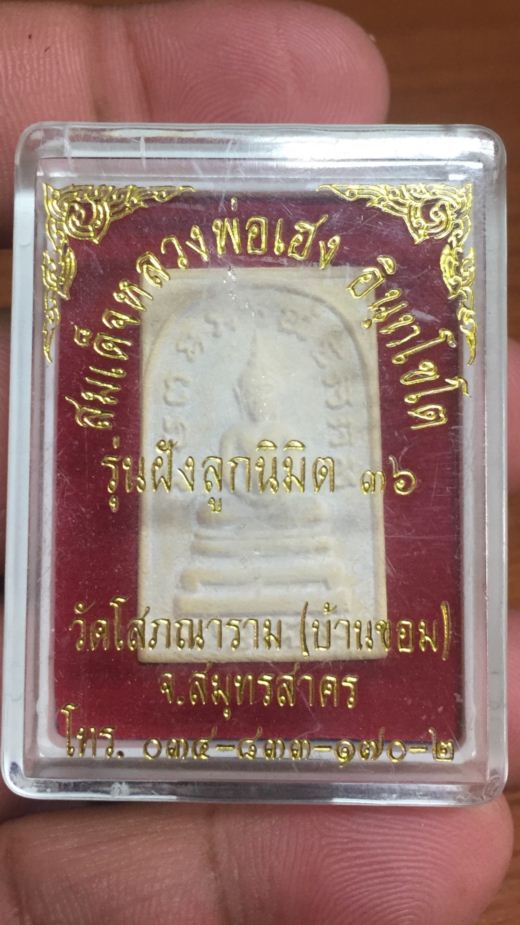 สมเด็จหลวงพ่อเฮง อินฺทโชโต
รุ่นฝังลูกนิมิต ๓๖
วัดโสภณาราม (บ้านขอม)
จ.สมุทรสาคร
โทร. ๐๓๔-๘๓๓-๑๗๐-๒